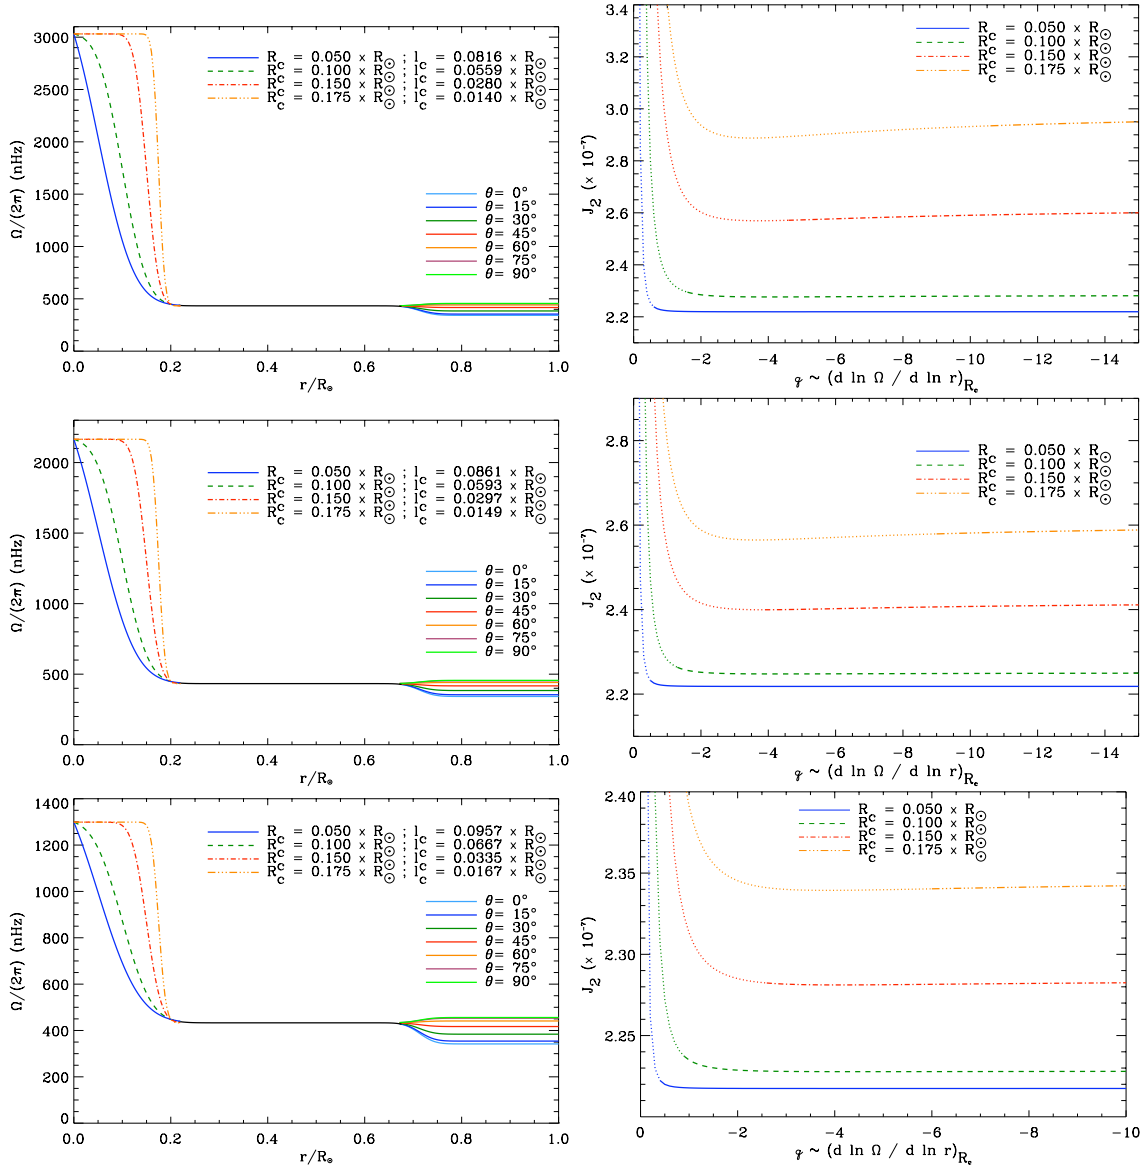 R_c = 0.050 × R_⊙ ; l_c = 0.0816 × R_⊙
R_c = 0.100 × R_⊙ ; l_c = 0.0559 × R_⊙
R_c = 0.150 × R_⊙ ; l_c = 0.0280 × R_⊙
R_c = 0.175 × R_⊙ ; l_c = 0.0140 × R_⊙
θ= 0°
θ= 15°
θ= 30°
θ= 45°
θ= 60°
θ= 75°
θ= 90°
3000
2000
1000
500
0
Ω/(2π) (nHz)
0.0 0.2 0.4 0.6 0.8 1.0
r/R_⊙
R_c = 0.050 × R_⊙
R_c = 0.100 × R_⊙
R_c = 0.150 × R_⊙
R_c = 0.175 × R_⊙
3.4
3.0
2.9
2.6
2.4
2.2
J_2 (× 10⁻⁷)
0 -2 -4 -6 -8 -10 -12 -14
q ~ (d ln Ω / d ln r)_{R_c}
R_c = 0.050 × R_⊙ ; l_c = 0.0861 × R_⊙
R_c = 0.100 × R_⊙ ; l_c = 0.0593 × R_⊙
R_c = 0.150 × R_⊙ ; l_c = 0.0297 × R_⊙
R_c = 0.175 × R_⊙ ; l_c = 0.0149 × R_⊙
θ= 0°
θ= 15°
θ= 30°
θ= 45°
θ= 60°
θ= 75°
θ= 90°
2000
1000
500
0
Ω/(2π) (nHz)
0.0 0.2 0.4 0.6 0.8 1.0
r/R_⊙
R_c = 0.050 × R_⊙
R_c = 0.100 × R_⊙
R_c = 0.150 × R_⊙
R_c = 0.175 × R_⊙
2.8
2.6
2.4
2.2
J_2 (× 10⁻⁷)
0 -2 -4 -6 -8 -10 -12 -14
q ~ (d ln Ω / d ln r)_{R_c}
R_c = 0.050 × R_⊙ ; l_c = 0.0957 × R_⊙
R_c = 0.100 × R_⊙ ; l_c = 0.0667 × R_⊙
R_c = 0.150 × R_⊙ ; l_c = 0.0335 × R_⊙
R_c = 0.175 × R_⊙ ; l_c = 0.0167 × R_⊙
θ= 0°
θ= 15°
θ= 30°
θ= 45°
θ= 60°
θ= 75°
θ= 90°
1400
1200
1000
800
600
400
200
0
Ω/(2π) (nHz)
0.0 0.2 0.4 0.6 0.8 1.0
r/R_⊙
R_c = 0.050 × R_⊙
R_c = 0.100 × R_⊙
R_c = 0.150 × R_⊙
R_c = 0.175 × R_⊙
2.40
2.35
2.30
2.25
J_2 (× 10⁻⁷)
0 -2 -4 -6 -8 -10
q ~ (d ln Ω / d ln r)_{R_c}